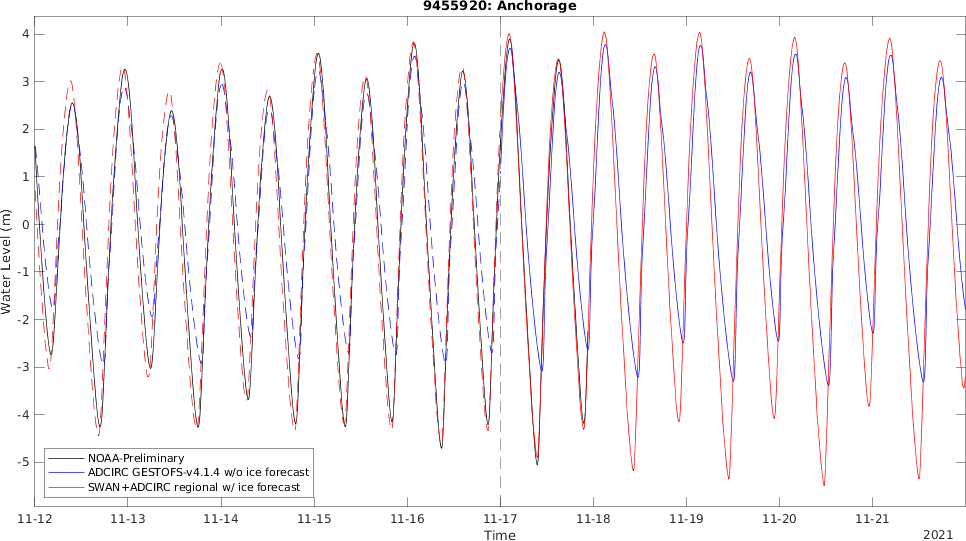 9455920: Anchorage
4
3
2
1
0
-1
-2
-3
-4
-5
Water Level (m)
NOAA-Preliminary
ADCIRC GESTOFS-v4.1.4 w/o ice forecast
SWAN+ADCIRC regional w/ ice forecast
11-12 11-13 11-14 11-15 11-16 11-17 11-18 11-19 11-20 11-21
Time
2021